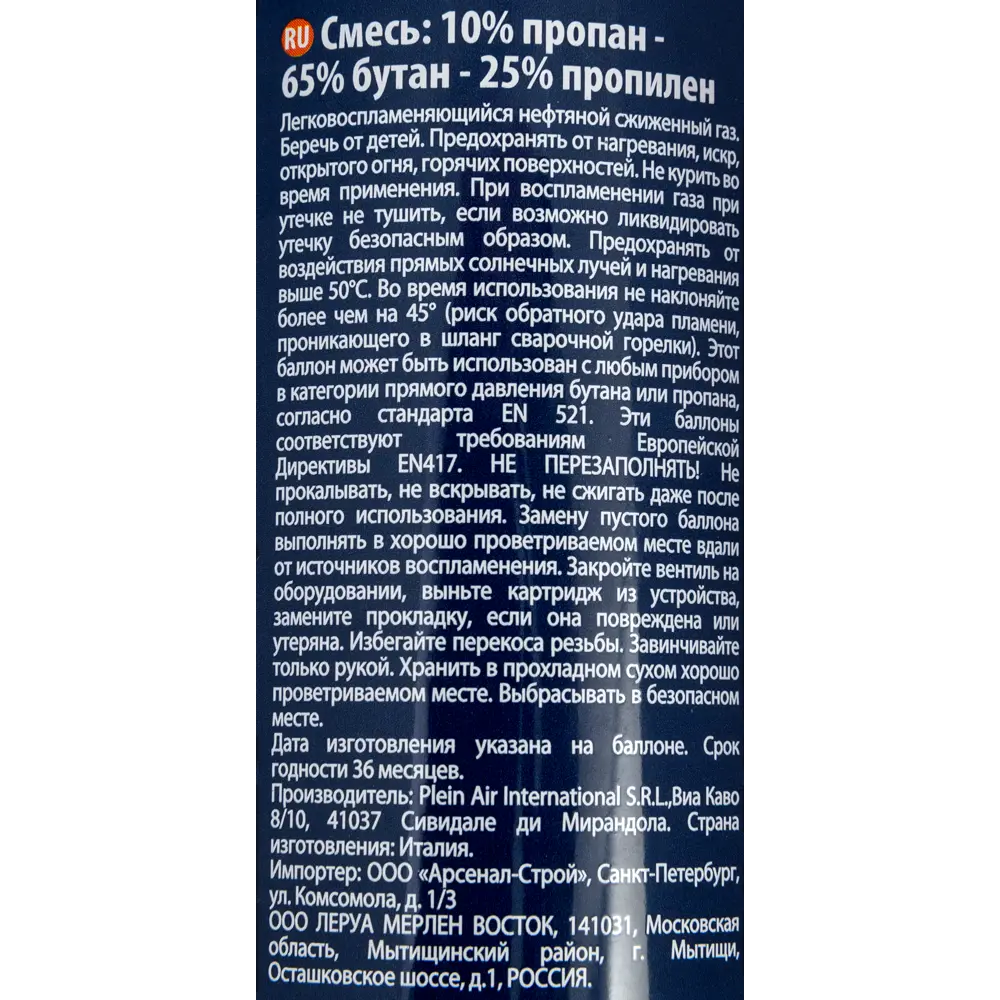 RU Смесь: 10% пропан -
65% бутан - 25% пропилен
Легковоспламеняющийся нефтяной сжиженный газ.
Беречь от детей. Предохранять от нагревания, искр,
открытого огня, горячих поверхностей. Не курить во
время применения. При воспламенении газа при
утечке не тушить, если возможно ликвидировать
утечку безопасным образом. Предохранять от
воздействия прямых солнечных лучей и нагревания
выше 50°C. Во время использования не наклоняйте
более чем на 45° (риск обратного удара пламени,
проникающего в шланг сварочной горелки). Этот
баллон может быть использован с любым прибором
в категории прямого давления бутана или пропана,
согласно стандарта EN 521. Эти баллоны
соответствуют требованиям Европейской
Директивы EN417. НЕ ПЕРЕЗАПОЛНЯТЬ! Не
прокалывать, не вскрывать, не сжигать даже после
полного использования. Замену пустого баллона
выполнять в хорошо проветриваемом месте вдали
от источников воспламенения. Закройте вентиль на
оборудовании, выньте картридж из устройства,
замените прокладку, если она повреждена или
утеряна. Избегайте перекоса резьбы. Завинчивайте
только рукой. Хранить в прохладном сухом хорошо
проветриваемом месте. Выбрасывать в безопасном
месте.
Дата изготовления указана на баллоне. Срок
годности 36 месяцев.
Производитель: Plein Air International S.R.L.,Виа Каво
8/10, 41037 Сивидале ди Мирандола. Страна
изготовления: Италия.
Импортер: ООО «Арсенал-Строй», Санкт-Петербург,
ул. Комсомола, д. 1/3
ООО ЛЕРУА МЕРЛЕН ВОСТОК, 141031, Московская
область, Мытищинский район, г. Мытищи,
Осташковское шоссе, д.1, РОССИЯ.